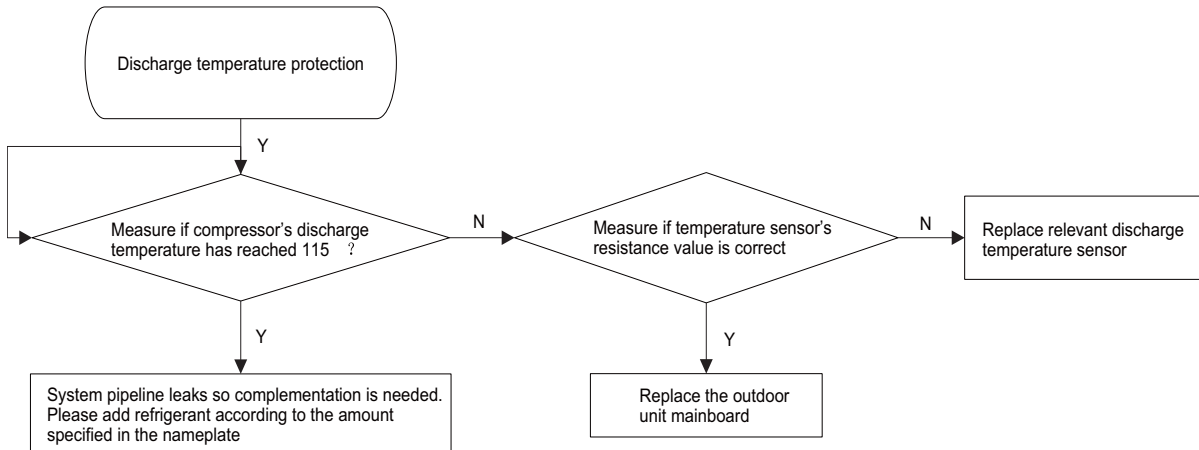 Discharge temperature protection
Y
Measure if compressor's discharge
temperature has reached 115 ?
N
Measure if temperature sensor's
resistance value is correct
N
Replace relevant discharge
temperature sensor
Y
Y
System pipeline leaks so complementation is needed.
Please add refrigerant according to the amount
specified in the nameplate
Replace the outdoor
unit mainboard